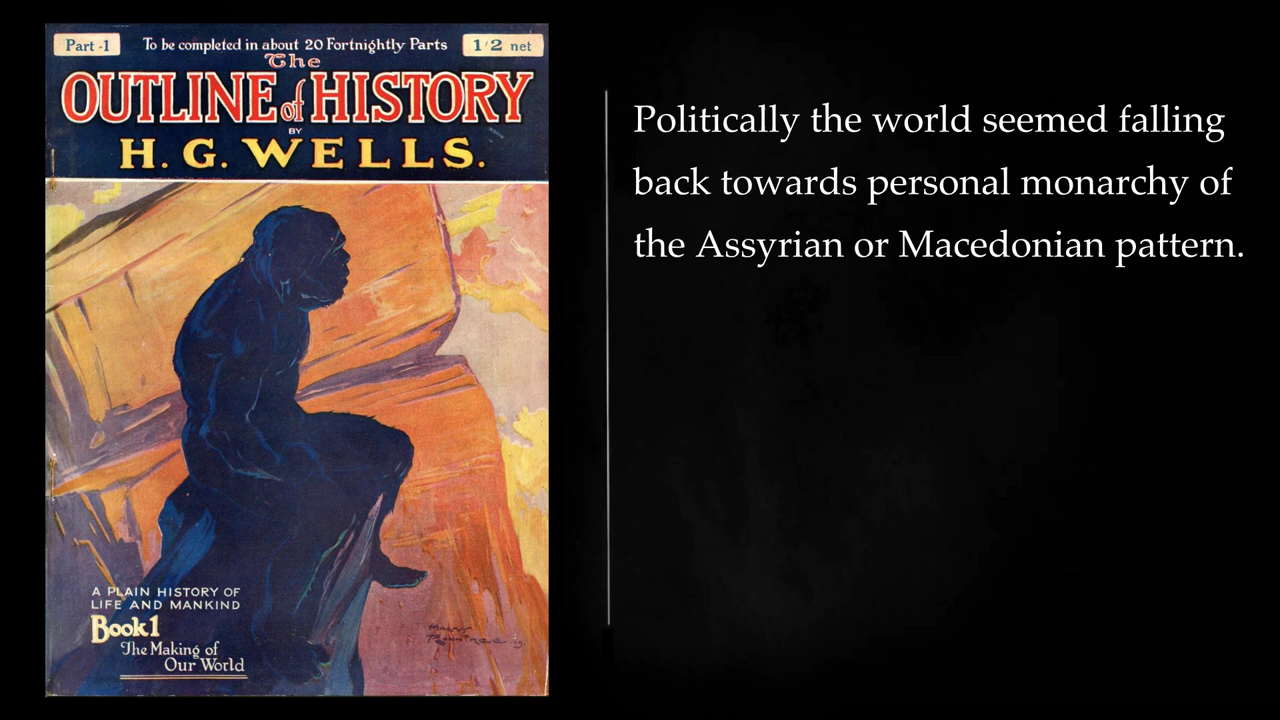 Part -1
To be completed in about 20 Fortnightly Parts
1/2 net
The
OUTLINE of HISTORY
BY
H. G. WELLS.
A PLAIN HISTORY OF
LIFE AND MANKIND
Book 1
The Making of
Our World
Politically the world seemed falling
back towards personal monarchy of
the Assyrian or Macedonian pattern.